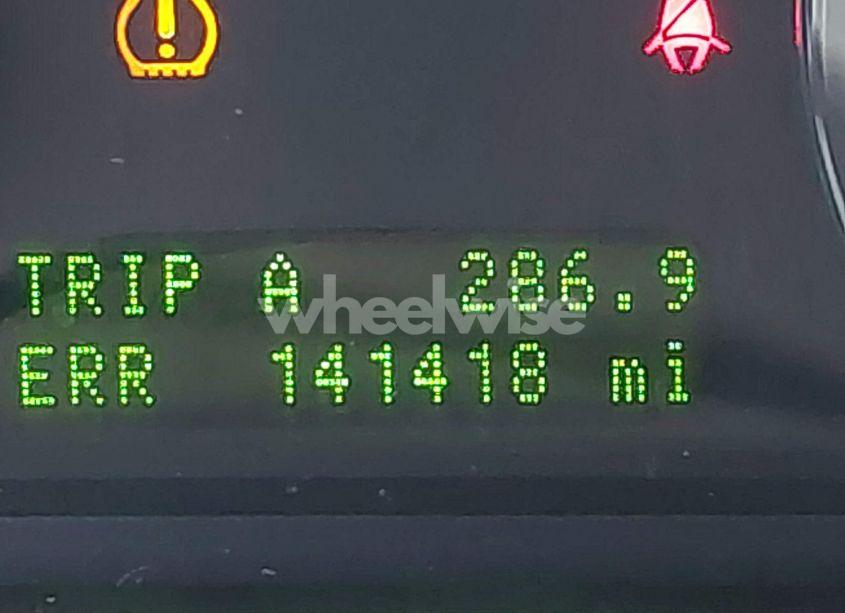 TRIP A 286.9
wheelwise
ERR 141418 mi